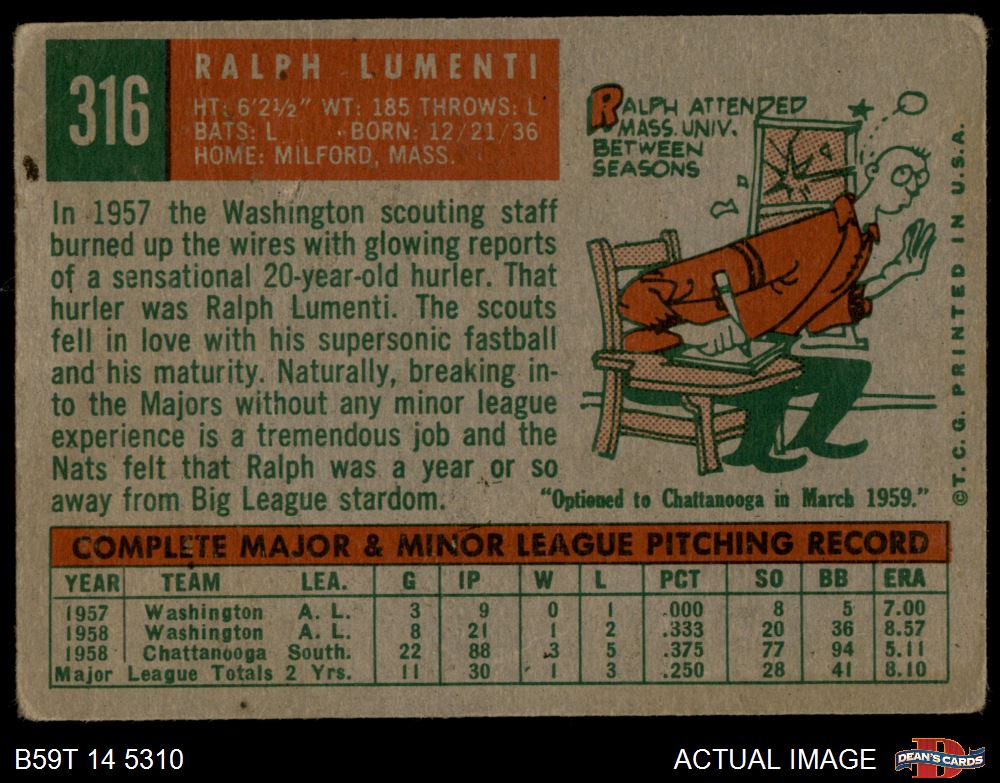 316
RALPH LUMENTI
HT: 6'2½" WT: 185 THROWS: L
BATS: L BORN: 12/21/36
HOME: MILFORD, MASS.
RALPH ATTENDED
MASS. UNIV.
BETWEEN
SEASONS
In 1957 the Washington scouting staff
burned up the wires with glowing reports
of a sensational 20-year-old hurler. That
hurler was Ralph Lumenti. The scouts
fell in love with his supersonic fastball
and his maturity. Naturally, breaking in-
to the Majors without any minor league
experience is a tremendous job and the
Nats felt that Ralph was a year or so
away from Big League stardom.
"Optioned to Chattanooga in March 1959."
©T. C. G. PRINTED IN U.S.A.
COMPLETE MAJOR & MINOR LEAGUE PITCHING RECORD
YEAR TEAM LEA. G IP W L PCT SO BB ERA
1957 Washington A. L. 3 9 0 1 .000 8 5 7.00
1958 Washington A. L. 8 21 1 2 .333 20 36 8.57
1958 Chattanooga South. 22 88 3 5 .375 77 94 5.11
Major League Totals 2 Yrs. 11 30 1 3 .250 28 41 8.10
B59T 14 5310
ACTUAL IMAGE
D
DEAN'S CARDS